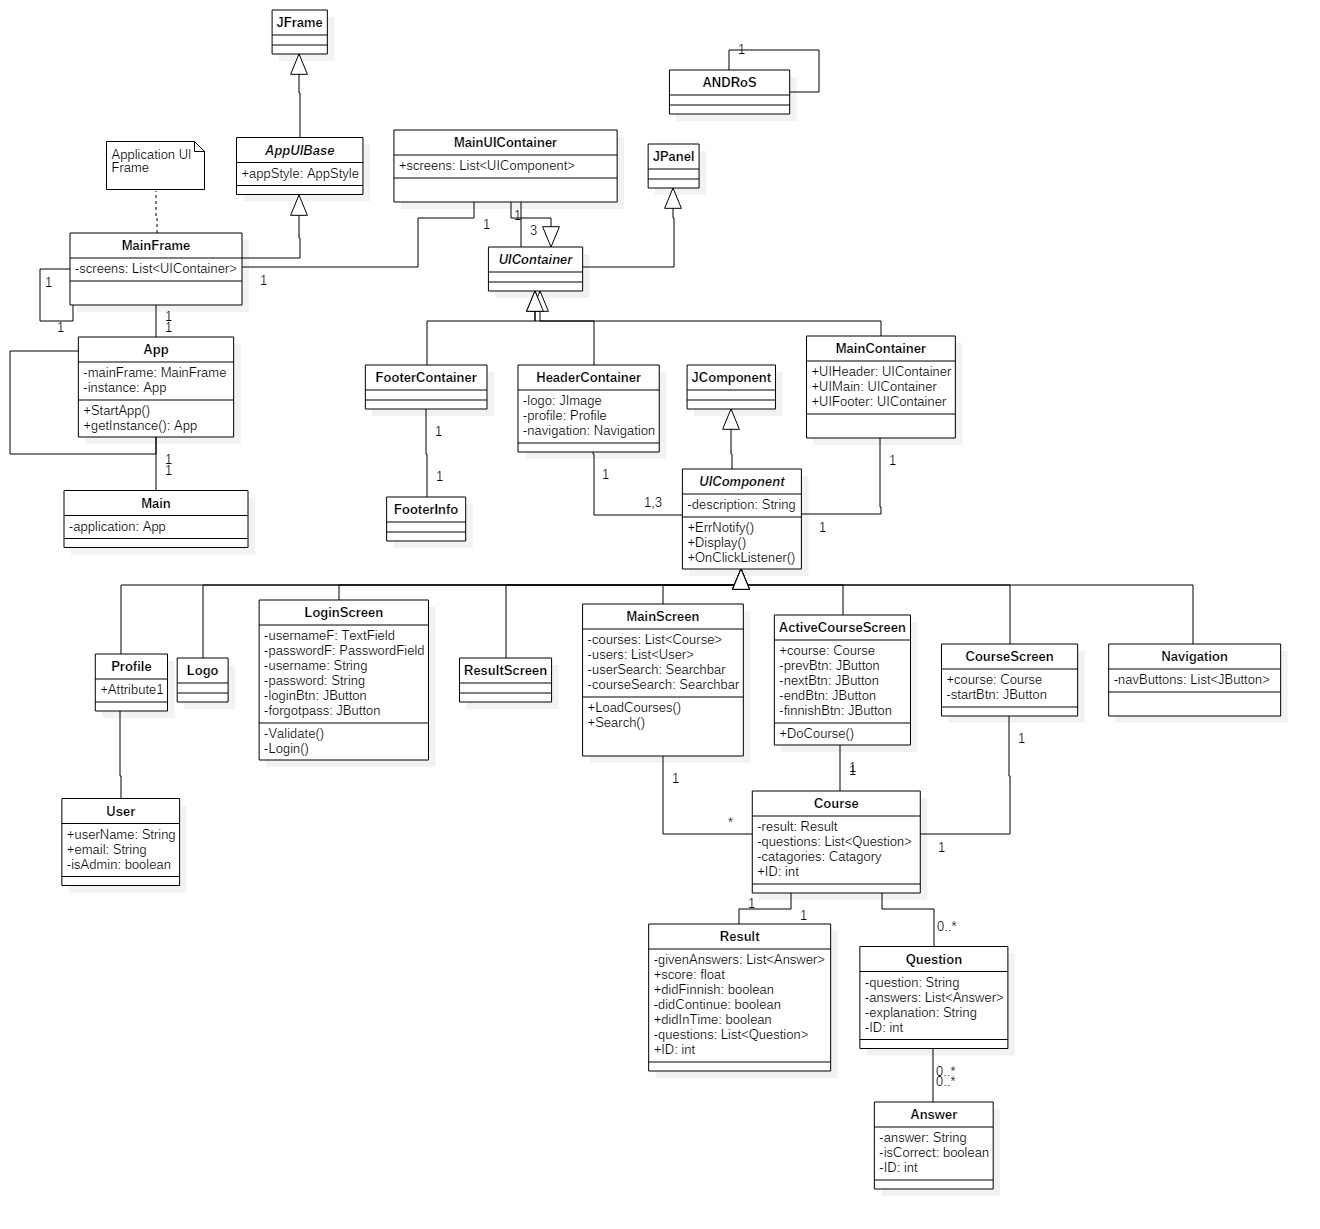 JFrame
1
ANDRoS
Application UI
Frame
AppUIBase
+appStyle: AppStyle
MainUIContainer
+screens: List<UIComponent>
JPanel
MainFrame
-screens: List<UIContainer>
1
1
3
UIContainer
1
1
1
1
1
App
-mainFrame: MainFrame
-instance: App
+StartApp()
+getInstance(): App
1
1
Main
-application: App
FooterContainer
1
1
FooterInfo
HeaderContainer
-logo: JImage
-profile: Profile
-navigation: Navigation
1
1,3
JComponent
MainContainer
+UIHeader: UIContainer
+UIMain: UIContainer
+UIFooter: UIContainer
1
1
UIComponent
-description: String
+ErrNotify()
+Display()
+OnClickListener()
Profile
+Attribute1
Logo
LoginScreen
-usernameF: TextField
-passwordF: PasswordField
-username: String
-password: String
-loginBtn: JButton
-forgotpass: JButton
-Validate()
-Login()
ResultScreen
MainScreen
-courses: List<Course>
-users: List<User>
-userSearch: Searchbar
-courseSearch: Searchbar
+LoadCourses()
+Search()
ActiveCourseScreen
+course: Course
-prevBtn: JButton
-nextBtn: JButton
-endBtn: JButton
-finnishBtn: JButton
+DoCourse()
CourseScreen
+course: Course
-startBtn: JButton
Navigation
-navButtons: List<JButton>
1
*
1
1
1
1
User
+userName: String
+email: String
-isAdmin: boolean
Course
-result: Result
-questions: List<Question>
-catagories: Catagory
+ID: int
1
1
0..*
Result
-givenAnswers: List<Answer>
+score: float
+didFinnish: boolean
-didContinue: boolean
+didInTime: boolean
-questions: List<Question>
+ID: int
Question
-question: String
-answers: List<Answer>
-explanation: String
-ID: int
0..*
0..*
Answer
-answer: String
-isCorrect: boolean
-ID: int